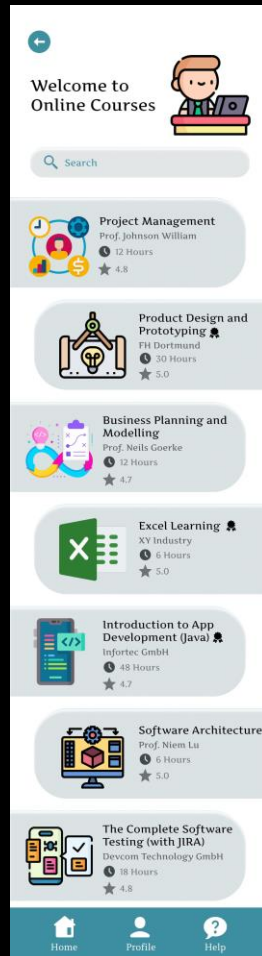 Welcome to
Online Courses
Search
Project Management
Prof. Johnson William
12 Hours
4.8
Product Design and
Prototyping
FH Dortmund
30 Hours
5.0
Business Planning and
Modelling
Prof. Neils Goerke
12 Hours
4.7
Excel Learning
XY Industry
6 Hours
5.0
Introduction to App
Development (Java)
Infortec GmbH
48 Hours
4.7
Software Architecture
Prof. Niem Lu
6 Hours
5.0
The Complete Software
Testing (with JIRA)
Devcom Technology GmbH
18 Hours
4.8
Home
Profile
Help